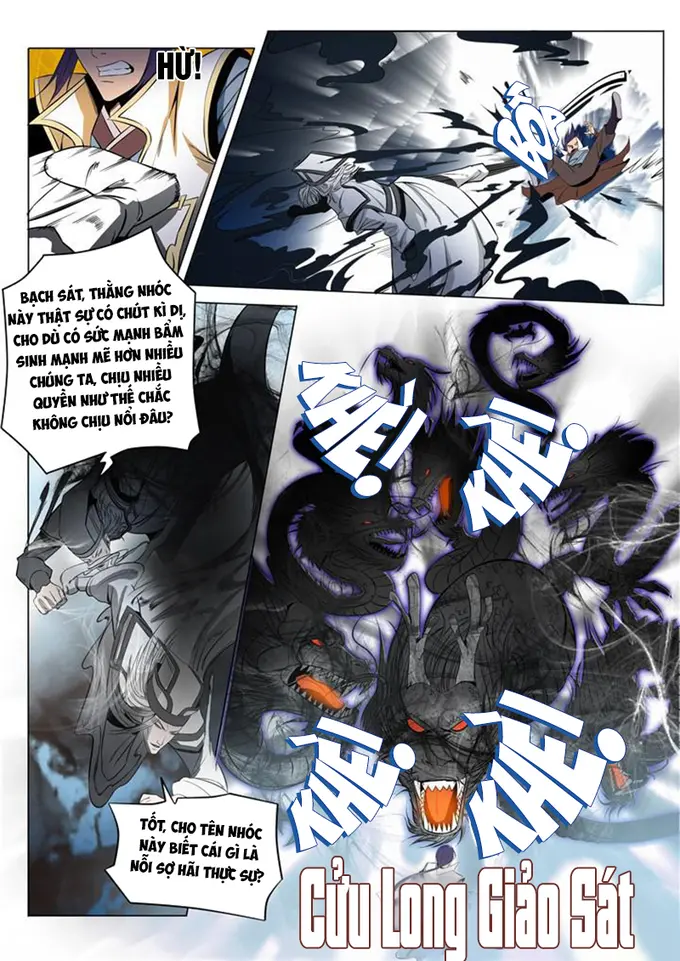 HỪ!
BỐP
BẠCH SÁT, THẰNG NHÓC
NÀY THẬT SỰ CÓ CHÚT KÌ DỊ,
CHO DÙ CÓ SỨC MẠNH BẨM
SINH MẠNH MẼ HƠN NHIỀU
CHÚNG TA, CHỊU NHIỀU
QUYỀN NHƯ THẾ CHẮC
KHÔNG CHỊU NỔI ĐÂU?
KHÈ!
KHÈ!
KHÈ!
KHÈ!
KHÈ!
TỐT, CHO TÊN NHÓC
NÀY BIẾT CÁI GÌ LÀ
NỖI SỢ HÃI THỰC SỰ?
Cửu Long Giảo Sát